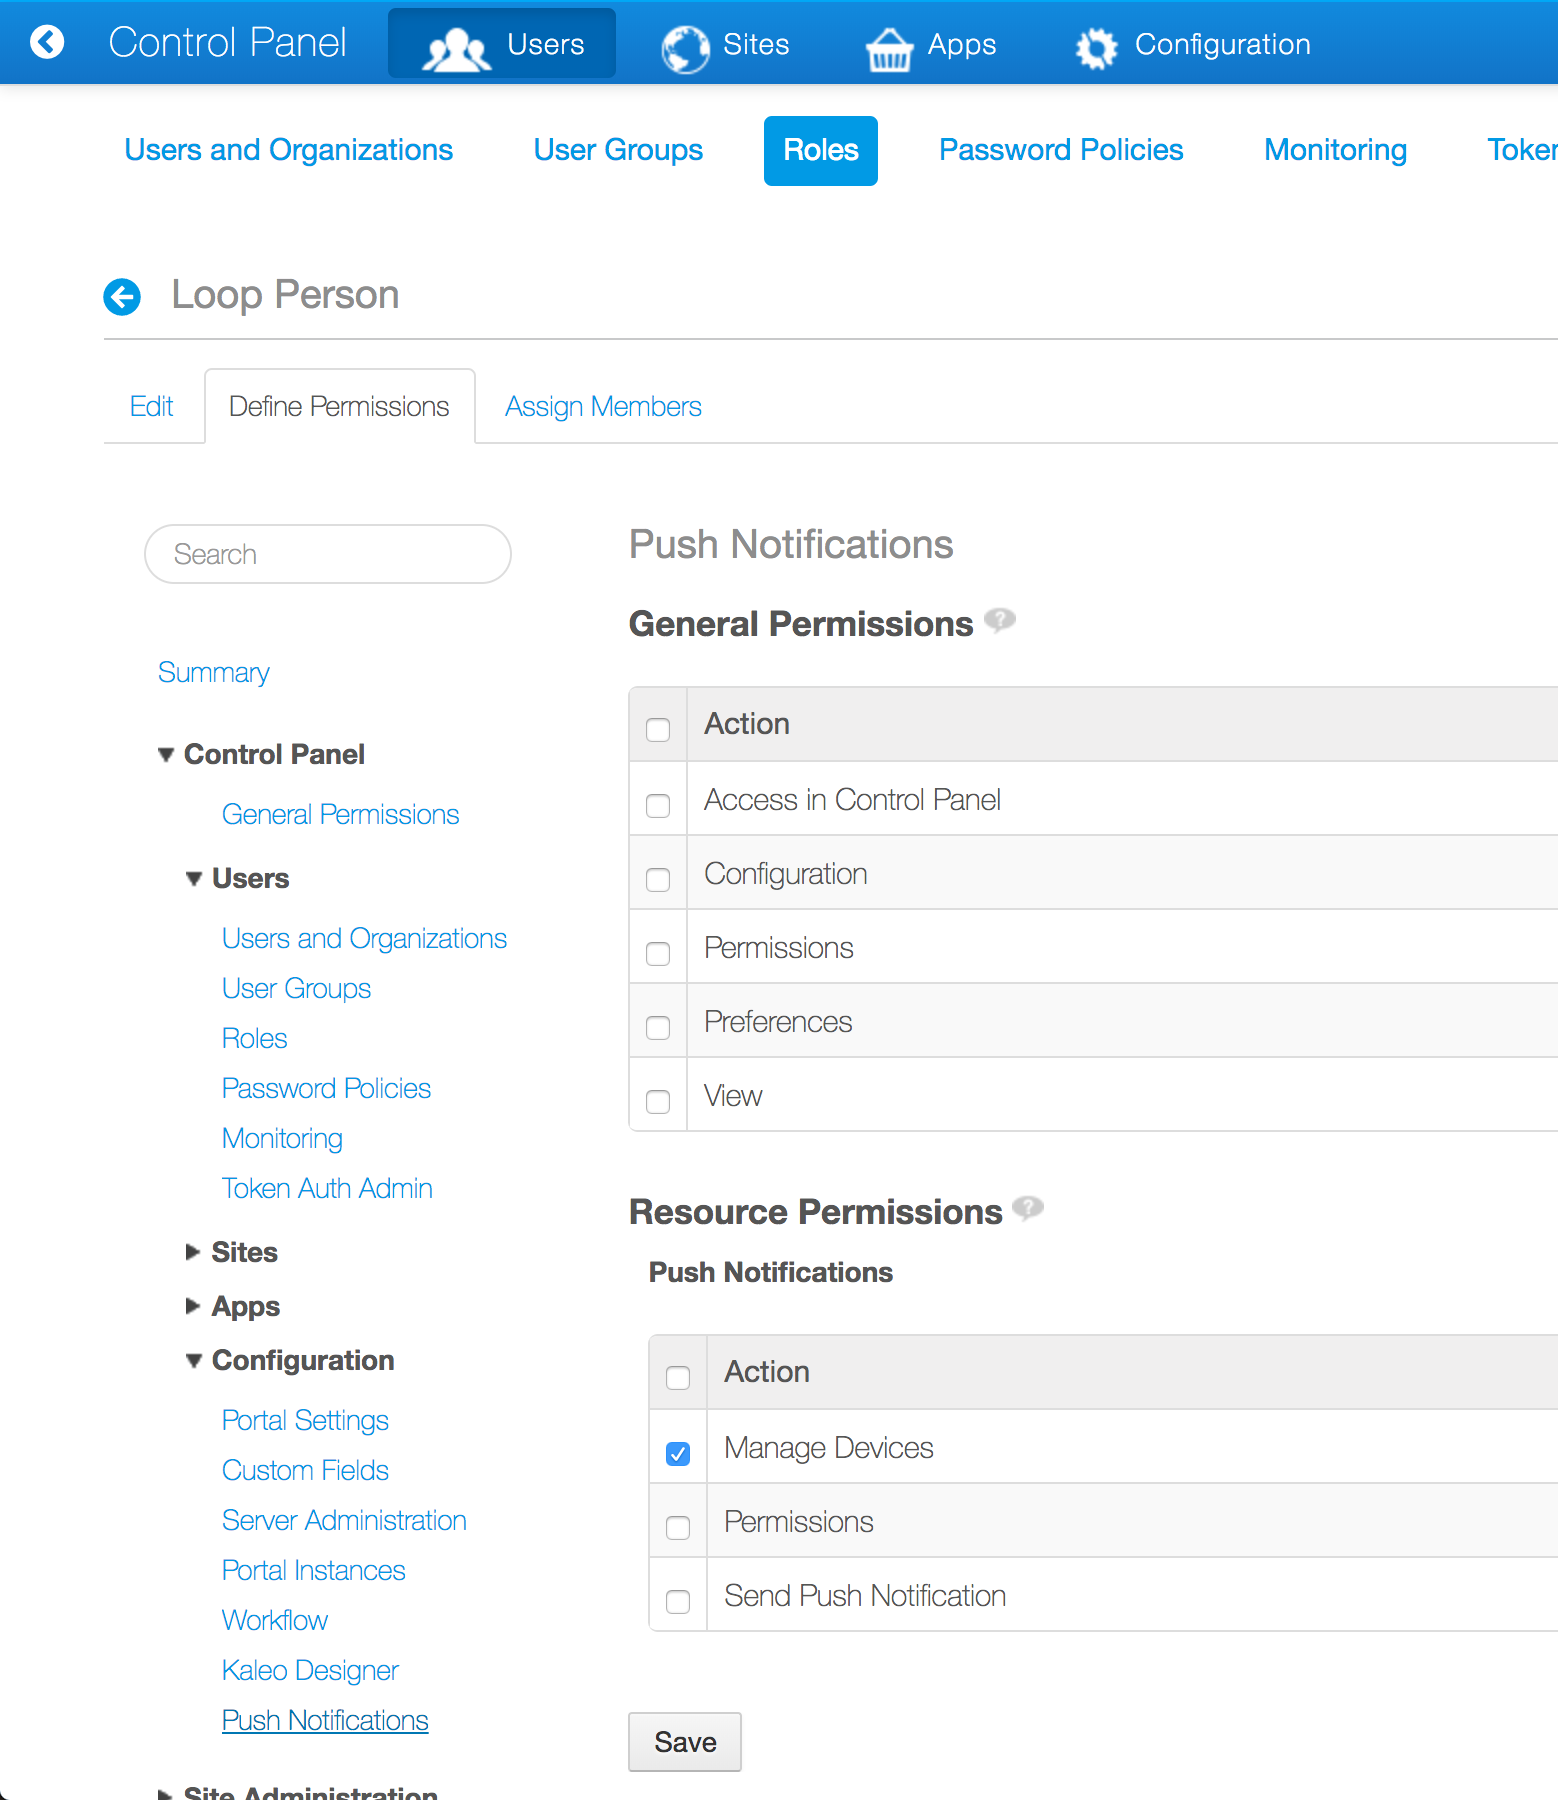 Control Panel Users Sites Apps Configuration
Users and Organizations User Groups Roles Password Policies Monitoring
Loop Person
Edit Define Permissions Assign Members
Search
Summary
Control Panel
General Permissions
Users
Users and Organizations
User Groups
Roles
Password Policies
Monitoring
Token Auth Admin
Sites
Apps
Configuration
Portal Settings
Custom Fields
Server Administration
Portal Instances
Workflow
Kaleo Designer
Push Notifications
Site Administration
Push Notifications
General Permissions ?
Action
Access in Control Panel
Configuration
Permissions
Preferences
View
Resource Permissions ?
Push Notifications
Action
Manage Devices
Permissions
Send Push Notification
Save